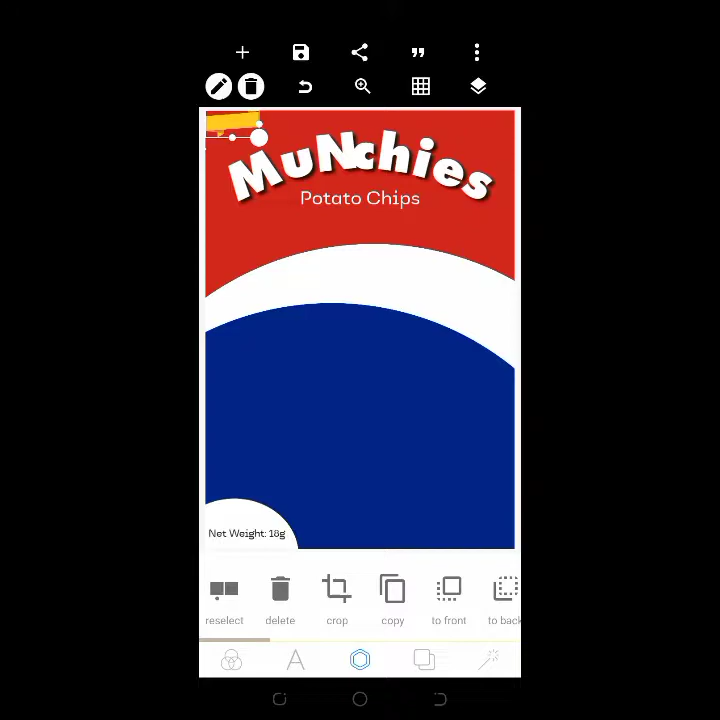 MuNchies
Potato Chips
Net Weight: 18g
reselect
delete
crop
copy
to front
to back